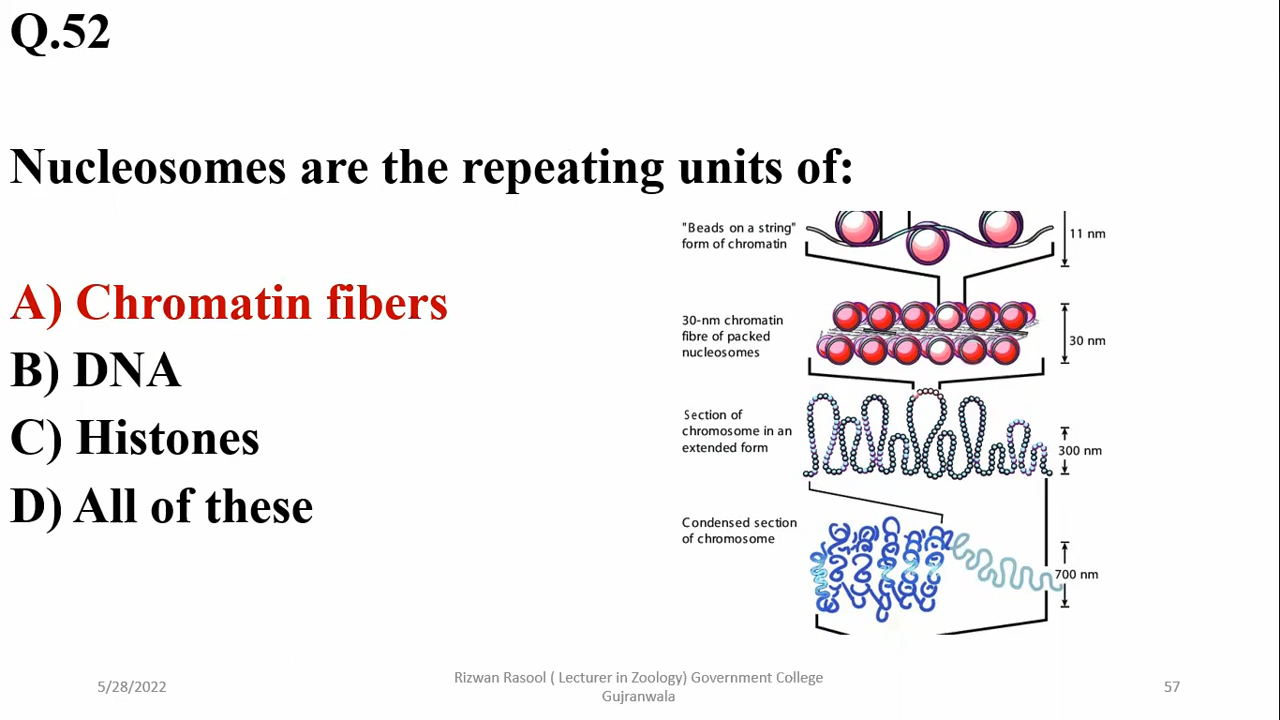 Q.52
Nucleosomes are the repeating units of:
A) Chromatin fibers
B) DNA
C) Histones
D) All of these
"Beads on a string"
form of chromatin
11 nm
30-nm chromatin
fibre of packed
nucleosomes
30 nm
Section of
chromosome in an
extended form
300 nm
Condensed section
of chromosome
700 nm
5/28/2022
Rizwan Rasool ( Lecturer in Zoology) Government College
Gujranwala
57